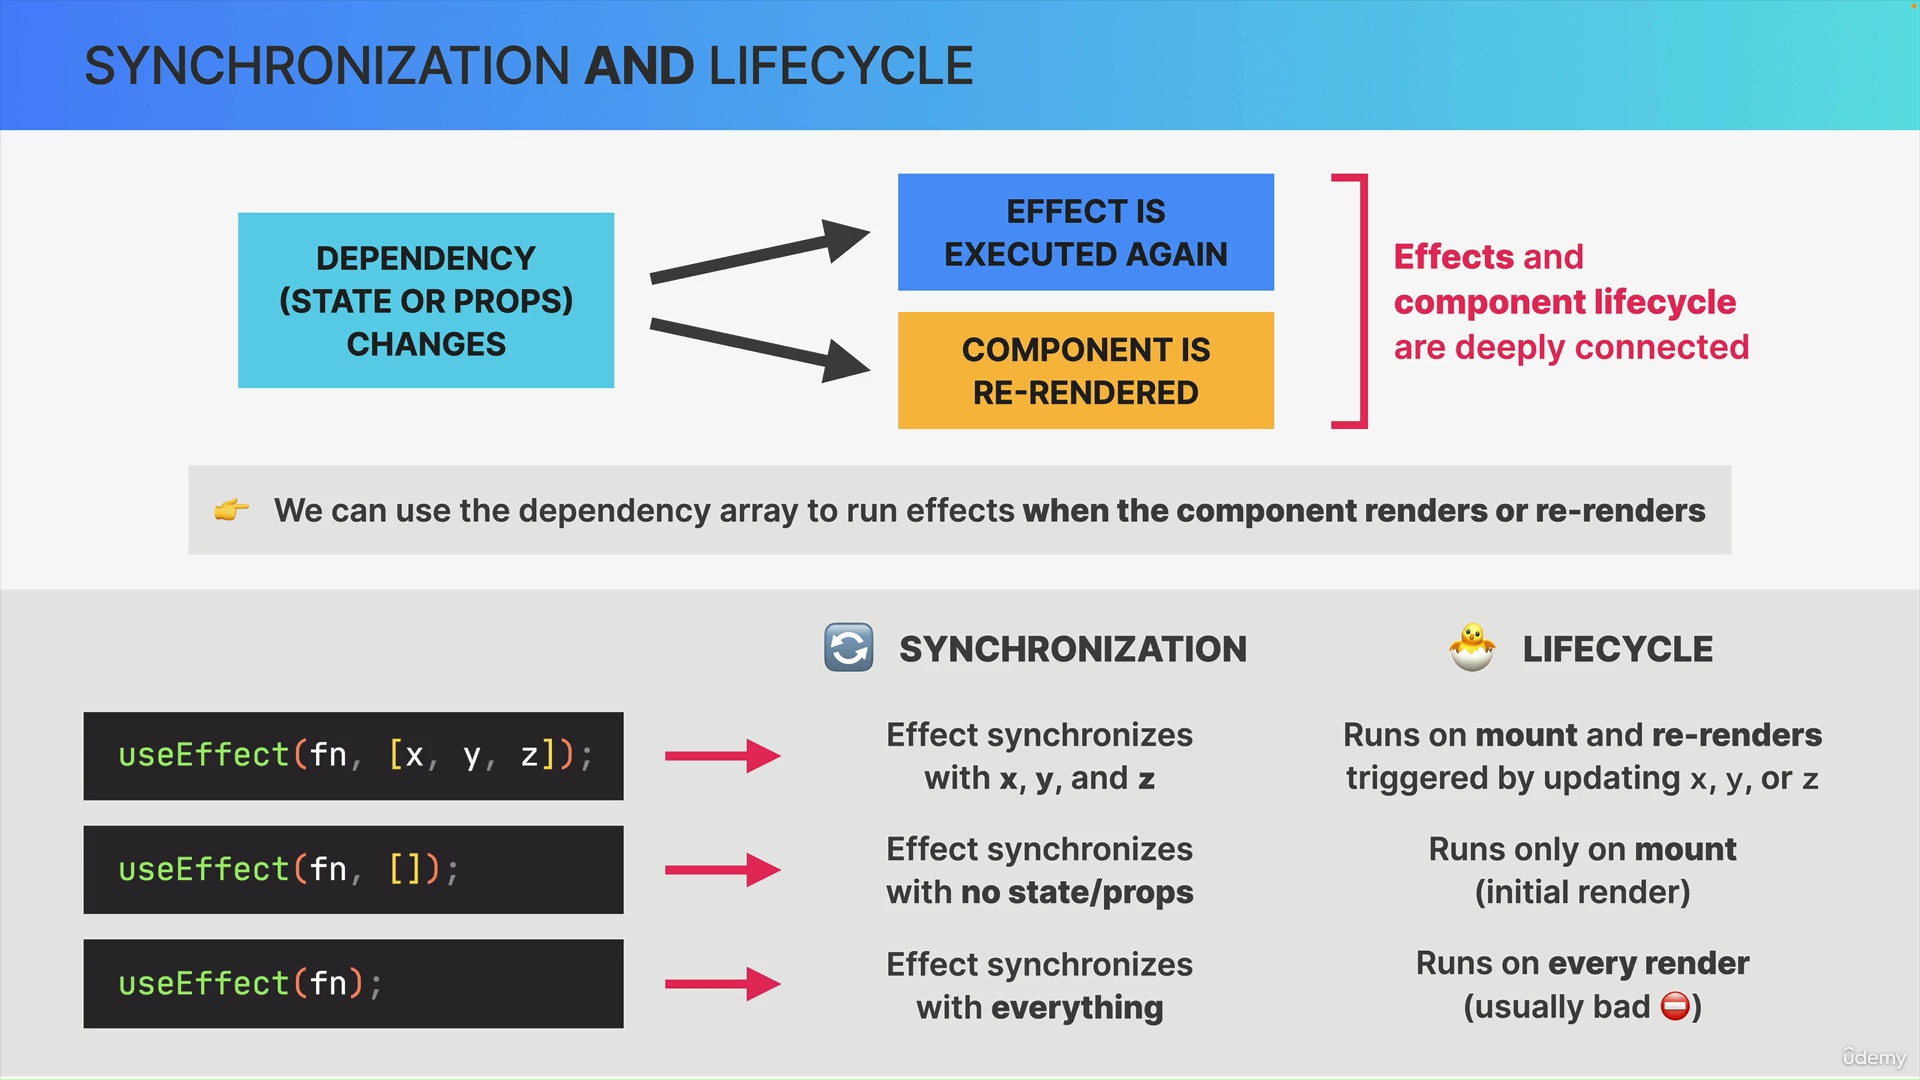 SYNCHRONIZATION AND LIFECYCLE
DEPENDENCY
(STATE OR PROPS)
CHANGES
EFFECT IS
EXECUTED AGAIN
COMPONENT IS
RE-RENDERED
Effects and
component lifecycle
are deeply connected
We can use the dependency array to run effects when the component renders or re-renders
SYNCHRONIZATION
LIFECYCLE
useEffect(fn, [x, y, z]);
Effect synchronizes
with x, y, and z
Runs on mount and re-renders
triggered by updating x, y, or z
useEffect(fn, []);
Effect synchronizes
with no state/props
Runs only on mount
(initial render)
useEffect(fn);
Effect synchronizes
with everything
Runs on every render
(usually bad ⛔)
udemy